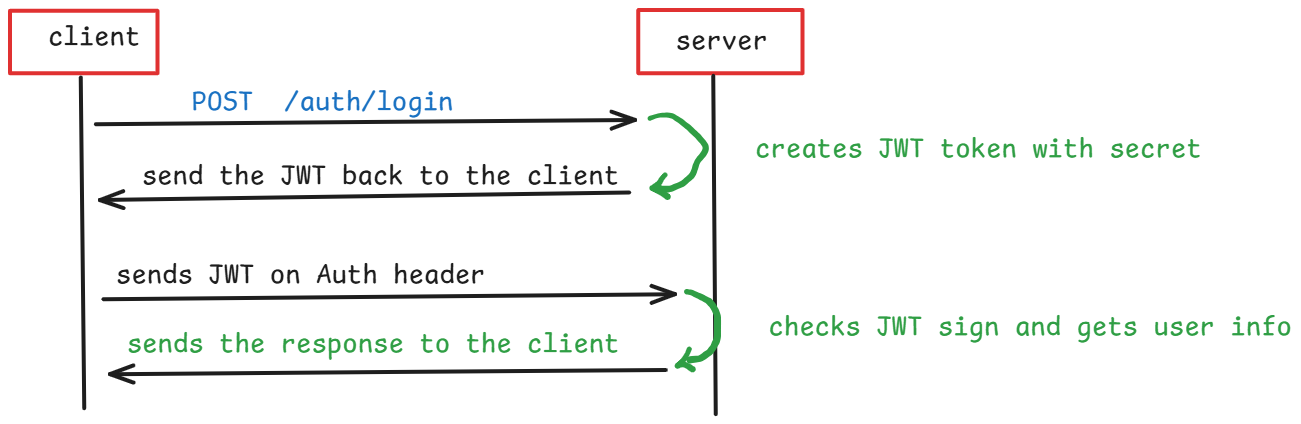 client
server
POST /auth/login
creates JWT token with secret
send the JWT back to the client
sends JWT on Auth header
checks JWT sign and gets user info
sends the response to the client